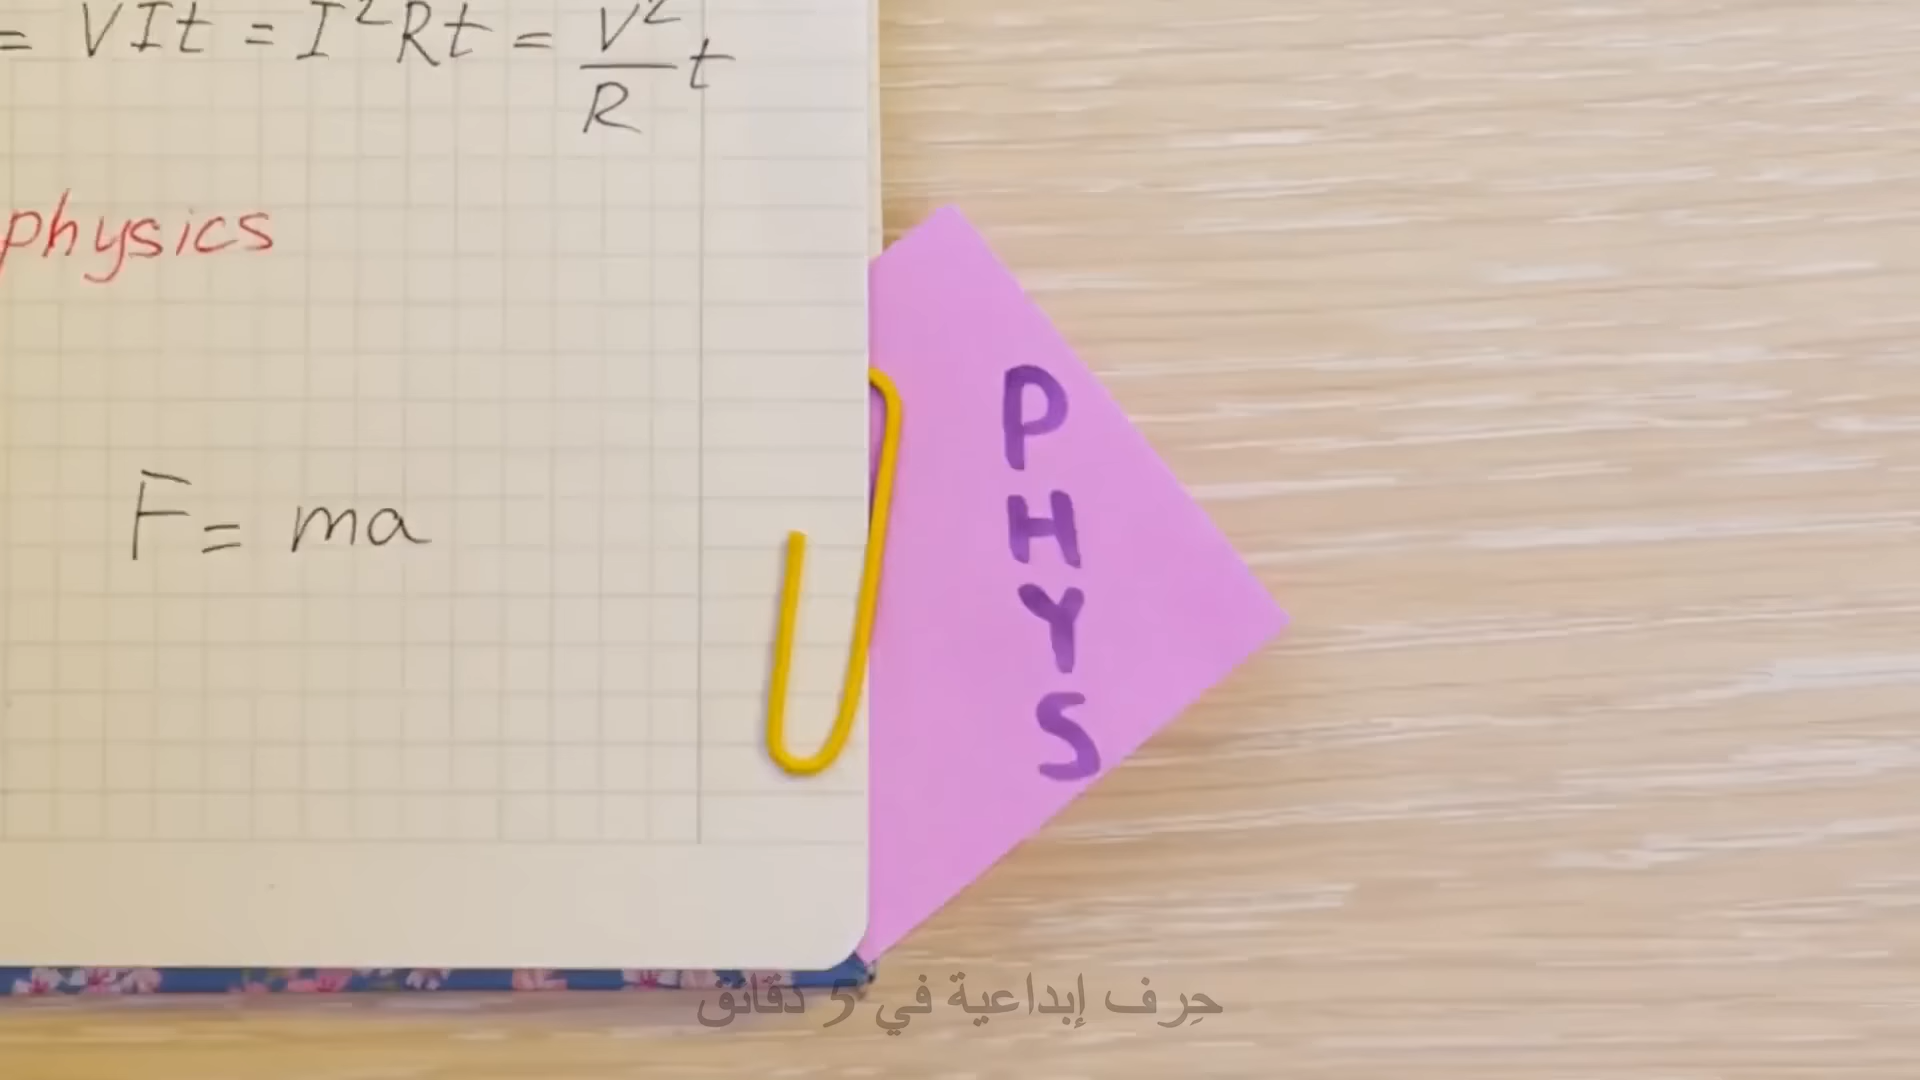 = VIt = I²Rt = V²/R t
physics
F = ma
PHYS
حِرف إبداعية في 5 دقائق